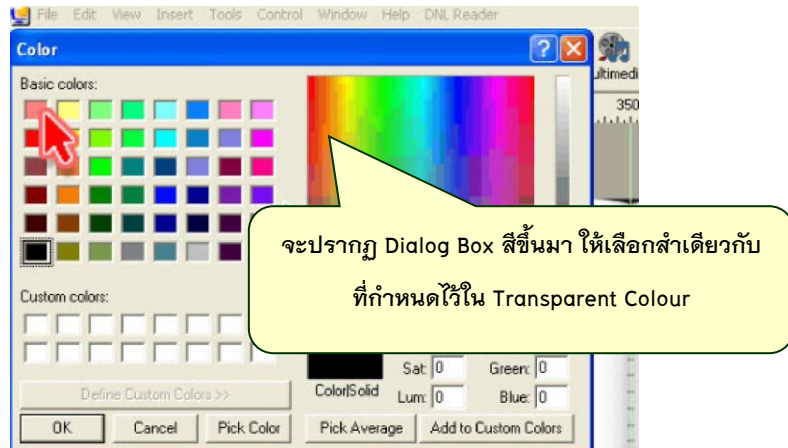 File Edit View Insert Tools Control Window Help DNL Reader
Color
Basic colors:
ultimedi
350
จะปรากฏ Dialog Box สีขึ้นมา ให้เลือกสำเดียวกับ
ที่กำหนดไว้ใน Transparent Colour
Custom colors:
Sat: 0 Green: 0
Color|Solid Lum: 0 Blue: 0
Define Custom Colors >>
OK Cancel Pick Color Pick Average Add to Custom Colors